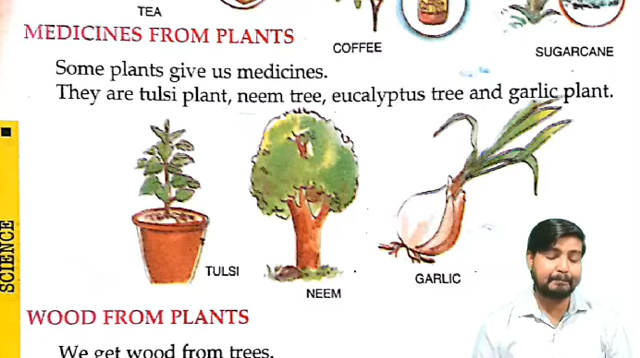 TEA
COFFEE
SUGARCANE
MEDICINES FROM PLANTS
Some plants give us medicines.
They are tulsi plant, neem tree, eucalyptus tree and garlic plant.
TULSI
NEEM
GARLIC
SCIENCE
WOOD FROM PLANTS
We get wood from trees.